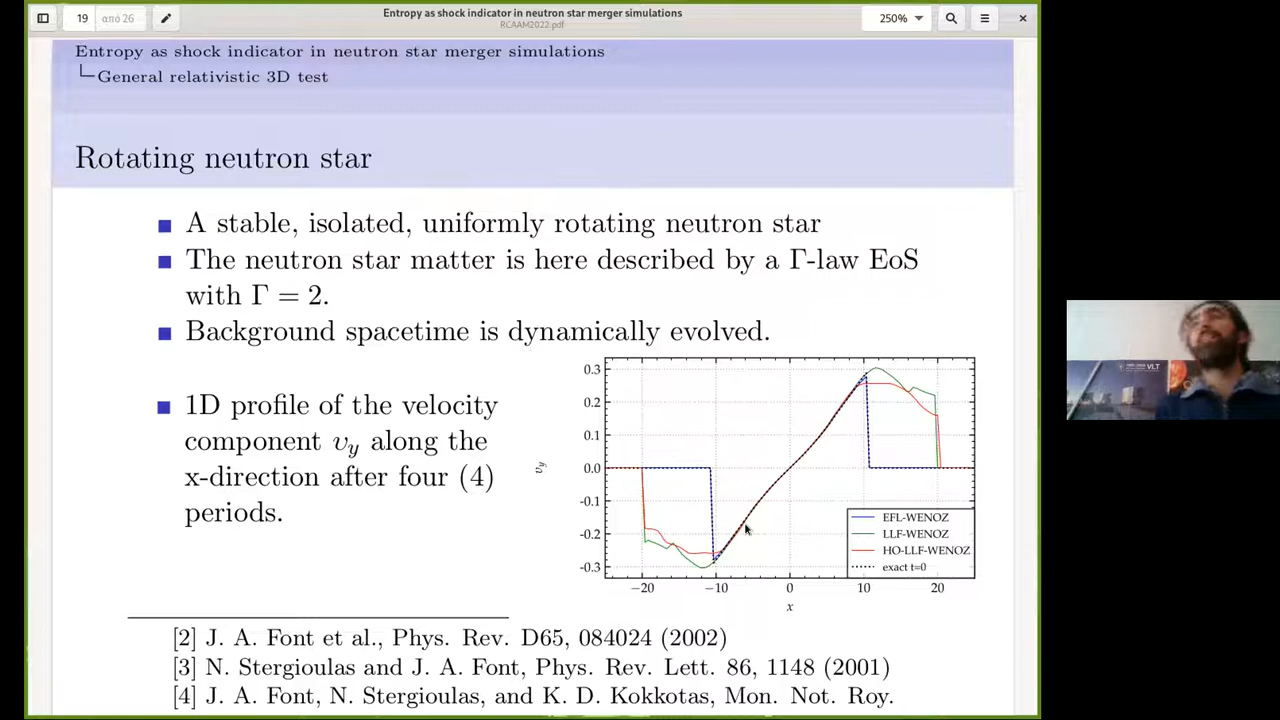 19
από 26
Entropy as shock indicator in neutron star merger simulations
RCAAM2022.pdf
250%
Entropy as shock indicator in neutron star merger simulations
General relativistic 3D test
Rotating neutron star
A stable, isolated, uniformly rotating neutron star
The neutron star matter is here described by a Γ-law EoS
with Γ = 2.
Background spacetime is dynamically evolved.
1D profile of the velocity
component υy along the
x-direction after four (4)
periods.
0.3
0.2
0.1
0.0
-0.1
-0.2
-0.3
υy
−20
−10
0
10
20
x
EFL-WENOZ
LLF-WENOZ
HO-LLF-WENOZ
exact t=0
[2] J. A. Font et al., Phys. Rev. D65, 084024 (2002)
[3] N. Stergioulas and J. A. Font, Phys. Rev. Lett. 86, 1148 (2001)
[4] J. A. Font, N. Stergioulas, and K. D. Kokkotas, Mon. Not. Roy.
VLT